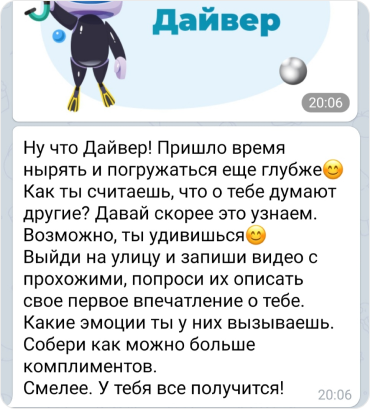 Дайвер
20:06
Ну что Дайвер! Пришло время
нырять и погружаться еще глубже😊
Как ты считаешь, что о тебе думают
другие? Давай скорее это узнаем.
Возможно, ты удивишься😊
Выйди на улицу и запиши видео с
прохожими, попроси их описать
свое первое впечатление о тебе.
Какие эмоции ты у них вызываешь.
Собери как можно больше
комплиментов.
Смелее. У тебя все получится!
20:06